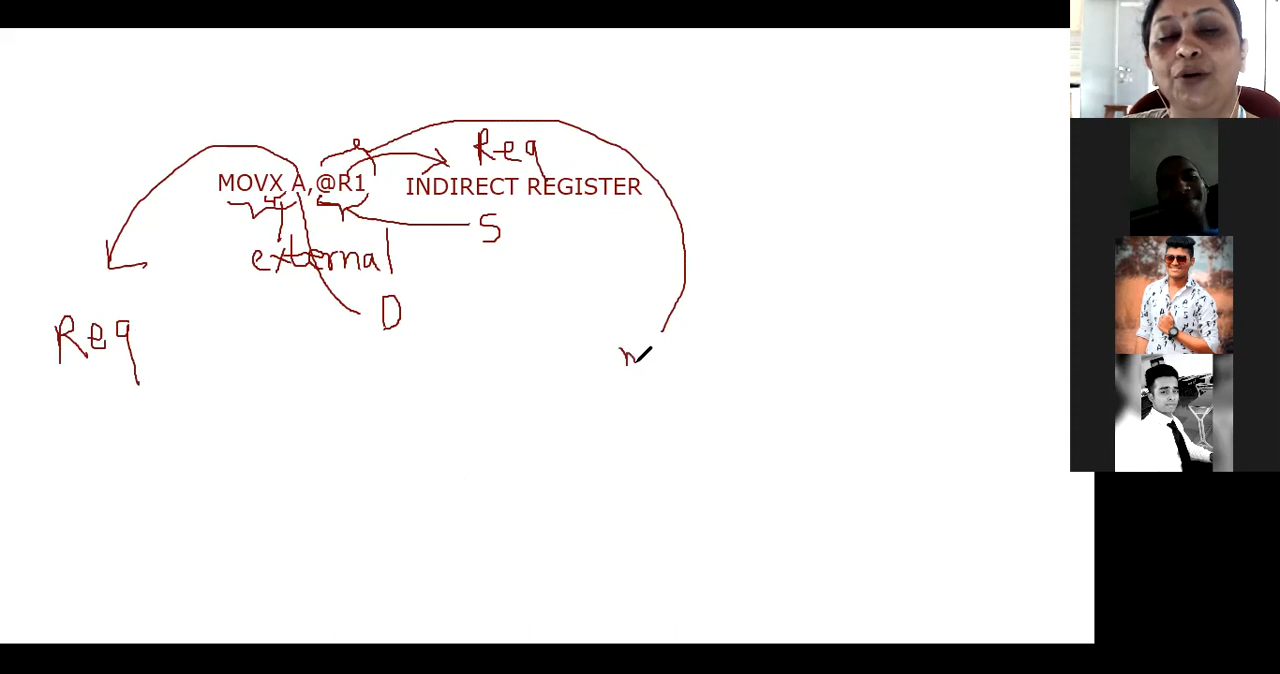 Reg
MOVX A,@R1 INDIRECT REGISTER
S
external
D
Reg